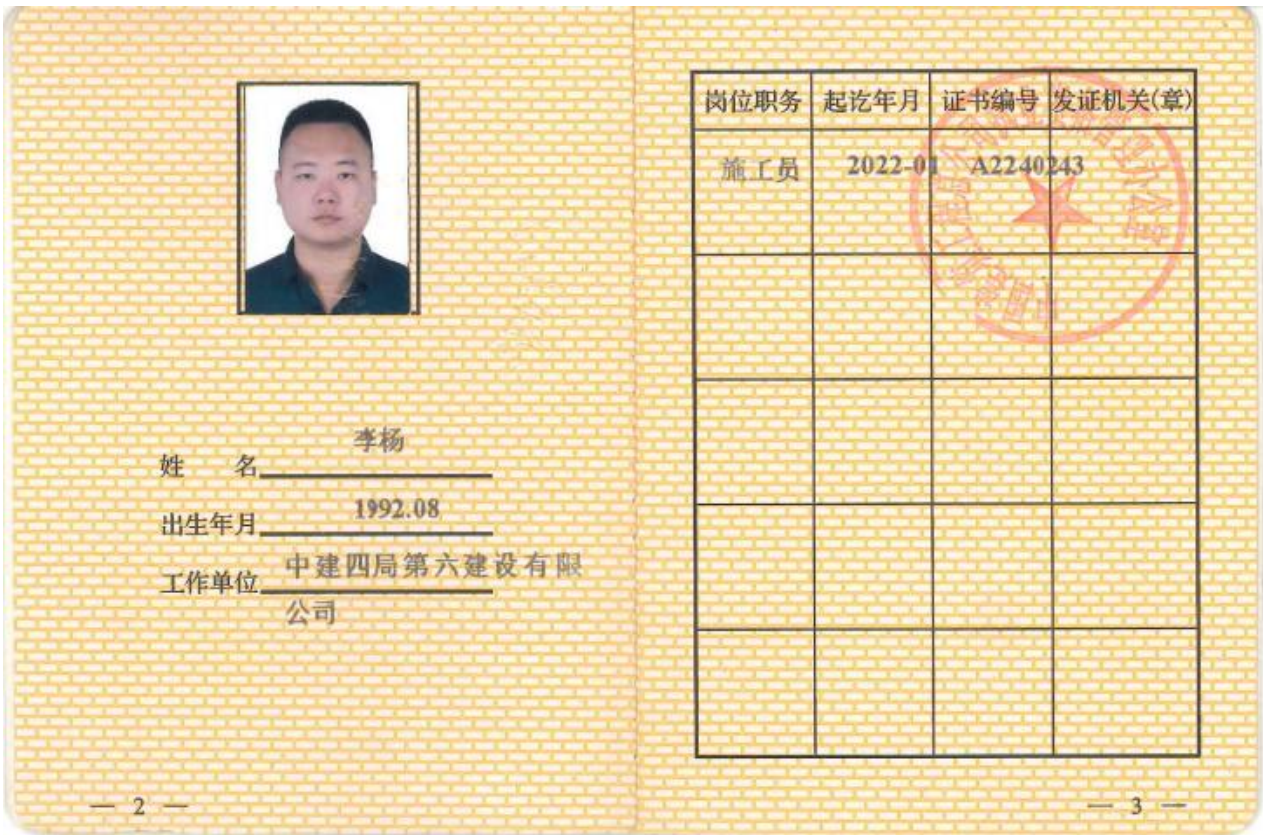 姓 名 李杨
出生年月 1992.08
工作单位 中建四局第六建设有限
公司
— 2 —
岗位职务 起讫年月 证书编号 发证机关(章)
施工员 2022-01 A2240243
— 3 —